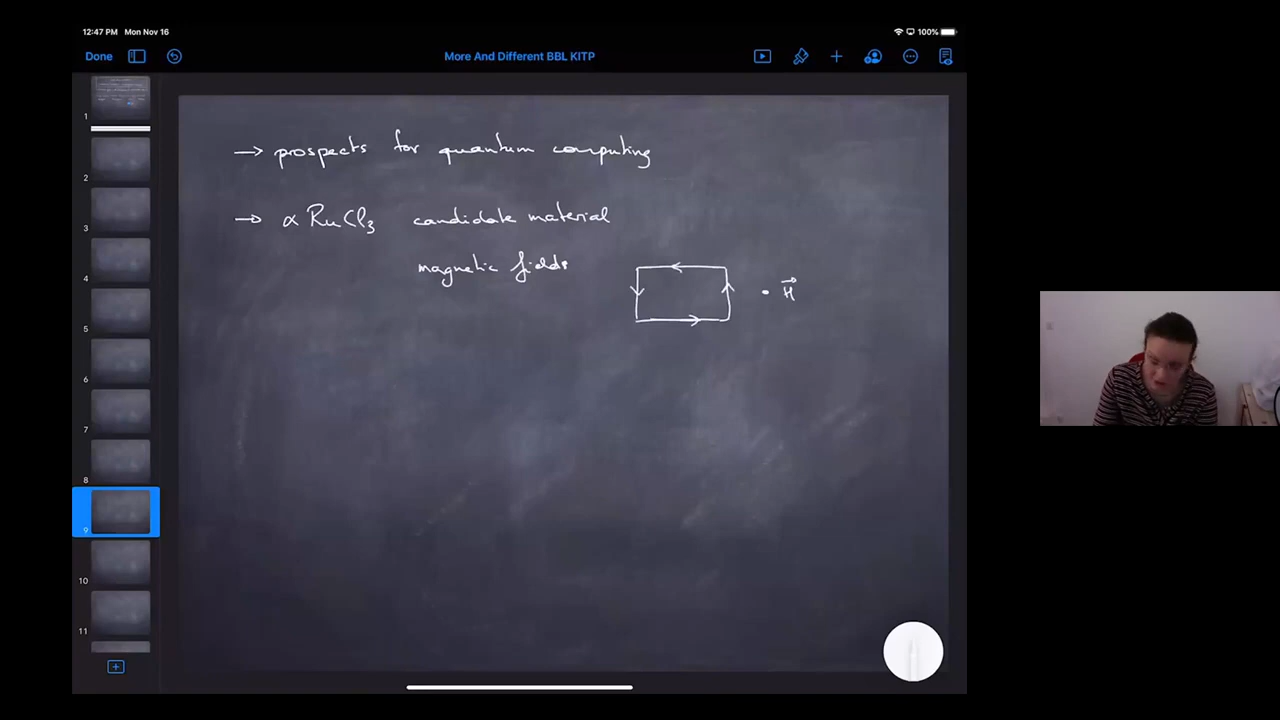 12:47 PM Mon Nov 16
100%
Done
More And Different BBL KITP
1
2
3
4
5
6
7
8
9
10
11
→ prospects for quantum computing
→ α RuCl₃ candidate material
magnetic fields
• H⃗